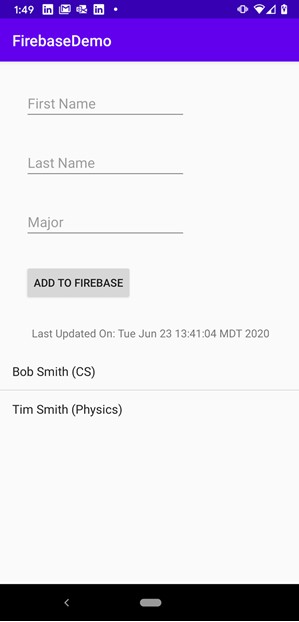 1:49
FirebaseDemo
First Name
Last Name
Major
ADD TO FIREBASE
Last Updated On: Tue Jun 23 13:41:04 MDT 2020
Bob Smith (CS)
Tim Smith (Physics)